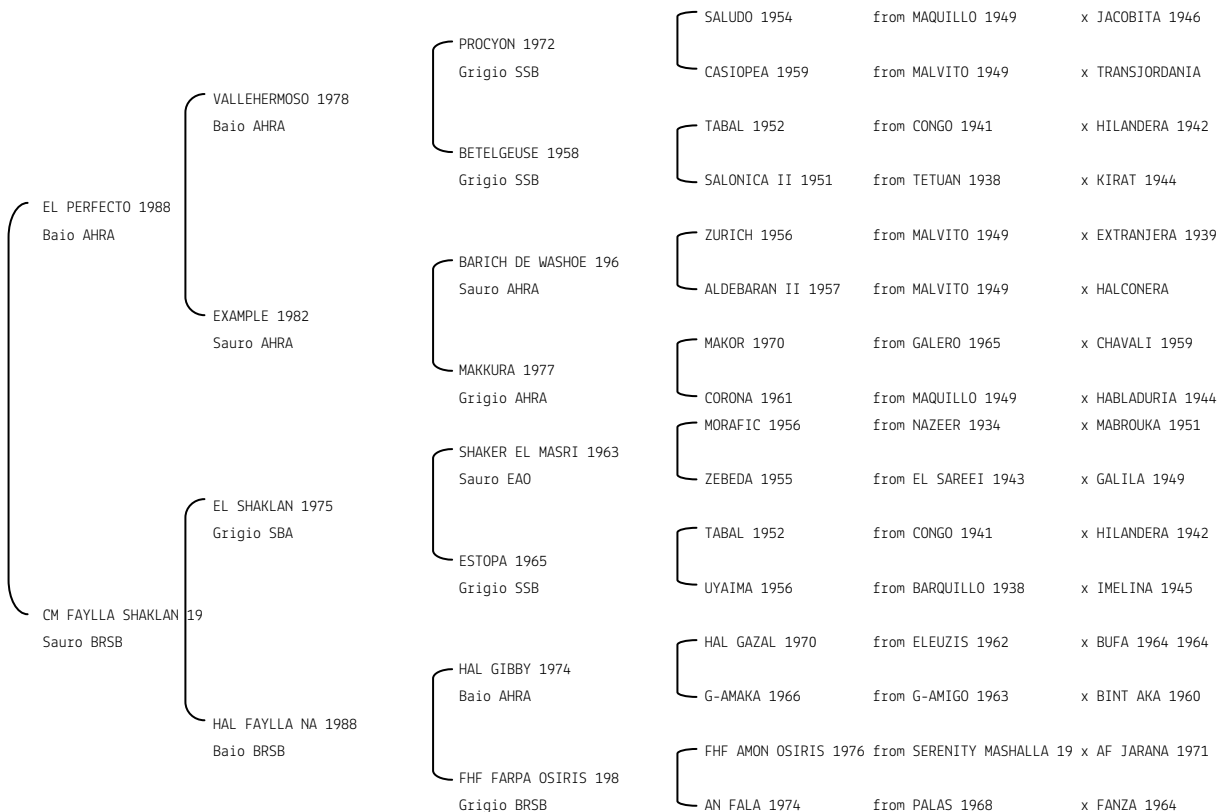 SALUDO 1954 from MAQUILLO 1949 x JACOBITA 1946
PROCYON 1972
Grigio SSB CASIOPEA 1959 from MALVITO 1949 x TRANSJORDANIA
VALLEHERMOSO 1978
Baio AHRA TABAL 1952 from CONGO 1941 x HILANDERA 1942
BETELGEUSE 1958
Grigio SSB SALONICA II 1951 from TETUAN 1938 x KIRAT 1944
EL PERFECTO 1988
Baio AHRA ZURICH 1956 from MALVITO 1949 x EXTRANJERA 1939
BARICH DE WASHOE 196
Sauro AHRA ALDEBARAN II 1957 from MALVITO 1949 x HALCONERA
EXAMPLE 1982
Sauro AHRA MAKOR 1970 from GALERO 1965 x CHAVALI 1959
MAKKURA 1977
Grigio AHRA CORONA 1961 from MAQUILLO 1949 x HABLADURIA 1944
MORAFIC 1956 from NAZEER 1934 x MABROUKA 1951
SHAKER EL MASRI 1963
Sauro EAO ZEBEDA 1955 from EL SAREEI 1943 x GALILA 1949
EL SHAKLAN 1975
Grigio SBA TABAL 1952 from CONGO 1941 x HILANDERA 1942
ESTOPA 1965
Grigio SSB UYAIMA 1956 from BARQUILLO 1938 x IMELINA 1945
CM FAYLLA SHAKLAN 19
Sauro BRSB HAL GAZAL 1970 from ELEUZIS 1962 x BUFA 1964 1964
HAL GIBBY 1974
Baio AHRA G-AMAKA 1966 from G-AMIGO 1963 x BINT AKA 1960
HAL FAYLLA NA 1988
Baio BRSB FHF AMON OSIRIS 1976 from SERENITY MASHALLA 19 x AF JARANA 1971
FHF FARPA OSIRIS 198
Grigio BRSB AN FALA 1974 from PALAS 1968 x FANZA 1964